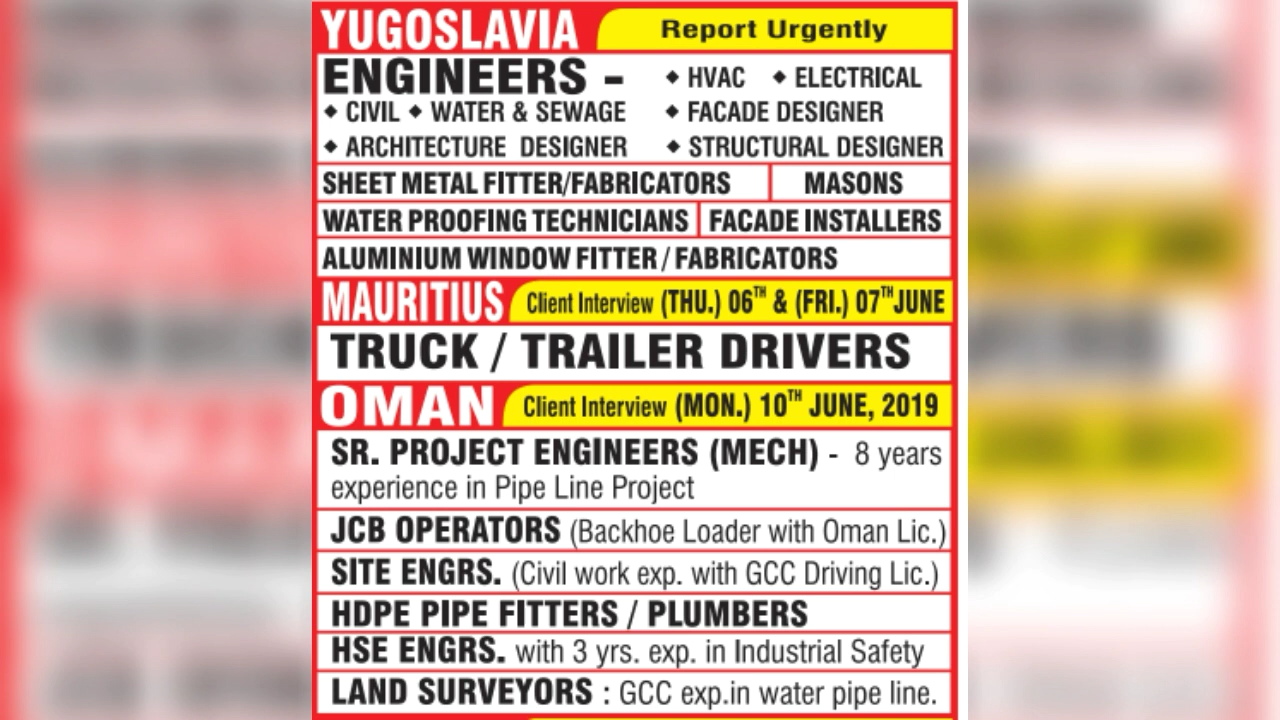 YUGOSLAVIA Report Urgently
ENGINEERS - ◆ HVAC ◆ ELECTRICAL
◆ CIVIL ◆ WATER & SEWAGE ◆ FACADE DESIGNER
◆ ARCHITECTURE DESIGNER ◆ STRUCTURAL DESIGNER
SHEET METAL FITTER/FABRICATORS MASONS
WATER PROOFING TECHNICIANS FACADE INSTALLERS
ALUMINIUM WINDOW FITTER / FABRICATORS
MAURITIUS Client Interview (THU.) 06TH & (FRI.) 07TH JUNE
TRUCK / TRAILER DRIVERS
OMAN Client Interview (MON.) 10TH JUNE, 2019
SR. PROJECT ENGINEERS (MECH) - 8 years
experience in Pipe Line Project
JCB OPERATORS (Backhoe Loader with Oman Lic.)
SITE ENGRS. (Civil work exp. with GCC Driving Lic.)
HDPE PIPE FITTERS / PLUMBERS
HSE ENGRS. with 3 yrs. exp. in Industrial Safety
LAND SURVEYORS : GCC exp.in water pipe line.